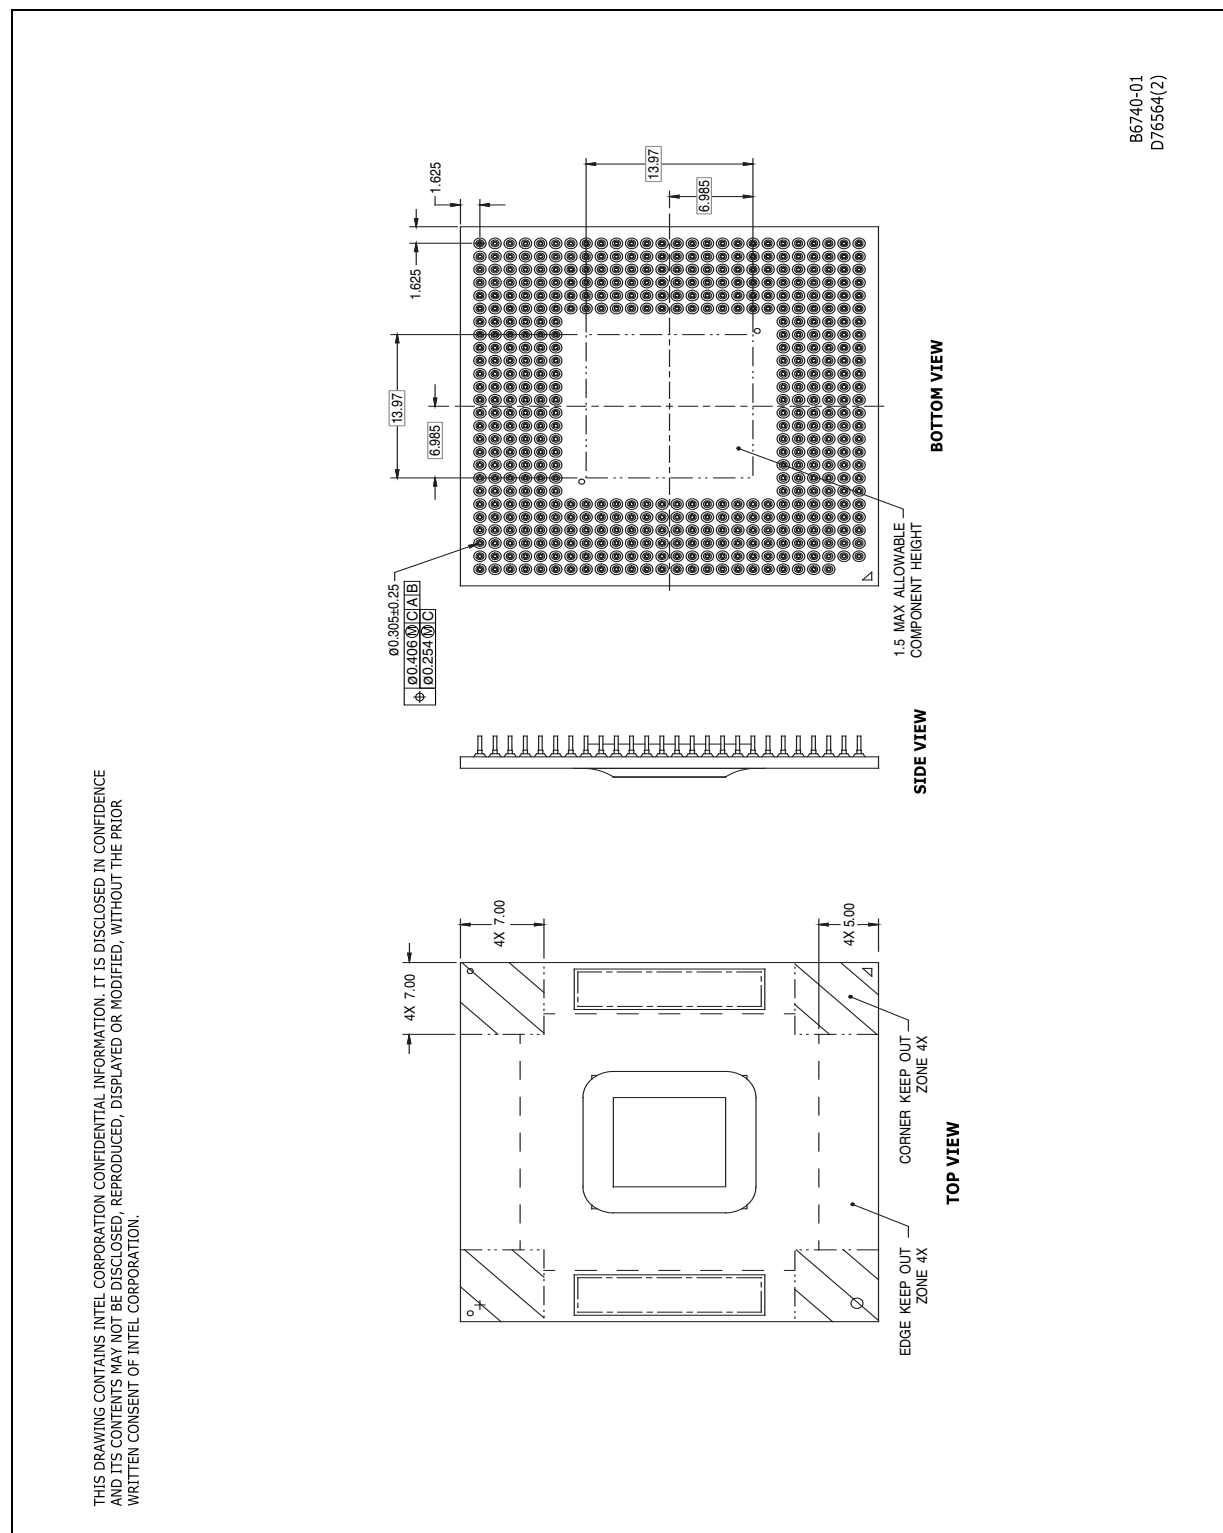 THIS DRAWING CONTAINS INTEL CORPORATION CONFIDENTIAL INFORMATION. IT IS DISCLOSED IN CONFIDENCE
AND ITS CONTENTS MAY NOT BE DISCLOSED, REPRODUCED, DISPLAYED OR MODIFIED, WITHOUT THE PRIOR
WRITTEN CONSENT OF INTEL CORPORATION.
4X 7.00
4X 7.00
4X 5.00
EDGE KEEP OUT
ZONE 4X
CORNER KEEP OUT
ZONE 4X
TOP VIEW
SIDE VIEW
ø0.305±0.25
⌖ ø0.406 Ⓜ C A B
ø0.254 Ⓜ C
13.97
6.985
1.625
1.625
13.97
6.985
1.5 MAX ALLOWABLE
COMPONENT HEIGHT
BOTTOM VIEW
B6740-01
D76564(2)